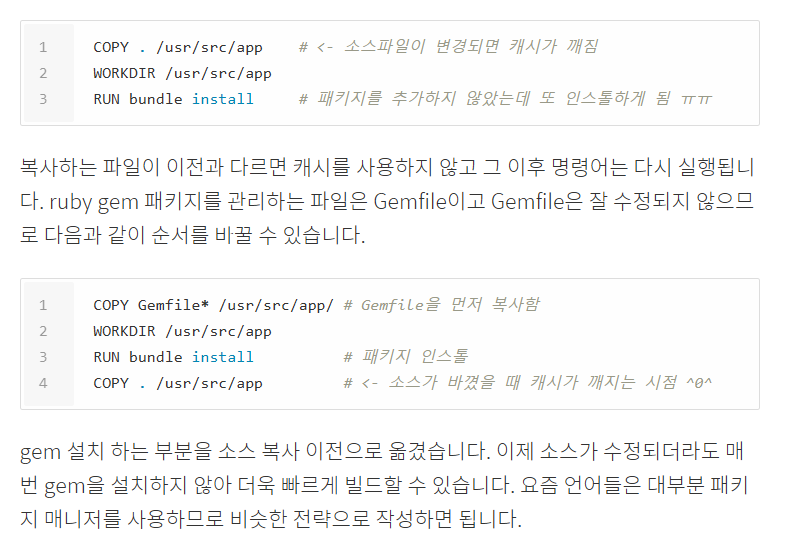 1 COPY . /usr/src/app # <- 소스파일이 변경되면 캐시가 깨짐
2 WORKDIR /usr/src/app
3 RUN bundle install # 패키지를 추가하지 않았는데 또 인스톨하게 됨 ㅠㅠ
복사하는 파일이 이전과 다르면 캐시를 사용하지 않고 그 이후 명령어는 다시 실행됩니
다. ruby gem 패키지를 관리하는 파일은 Gemfile이고 Gemfile은 잘 수정되지 않으므
로 다음과 같이 순서를 바꿀 수 있습니다.
1 COPY Gemfile* /usr/src/app/ # Gemfile을 먼저 복사함
2 WORKDIR /usr/src/app
3 RUN bundle install # 패키지 인스톨
4 COPY . /usr/src/app # <- 소스가 바꼈을 때 캐시가 깨지는 시점 ^0^
gem 설치 하는 부분을 소스 복사 이전으로 옮겼습니다. 이제 소스가 수정되더라도 매
번 gem을 설치하지 않아 더욱 빠르게 빌드할 수 있습니다. 요즘 언어들은 대부분 패키
지 매니저를 사용하므로 비슷한 전략으로 작성하면 됩니다.